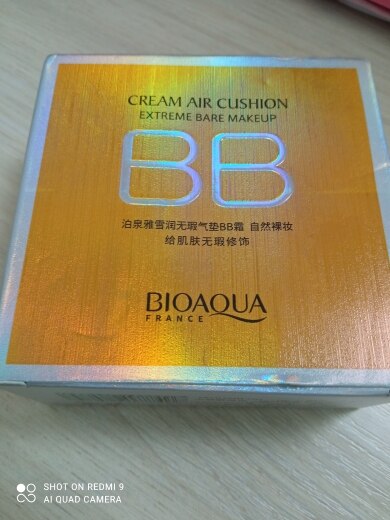 CREAM AIR CUSHION
EXTREME BARE MAKEUP
BB
泊泉雅雪润无瑕气垫BB霜 自然裸妆
给肌肤无瑕修饰
BIOAQUA
FRANCE
SHOT ON REDMI 9
AI QUAD CAMERA